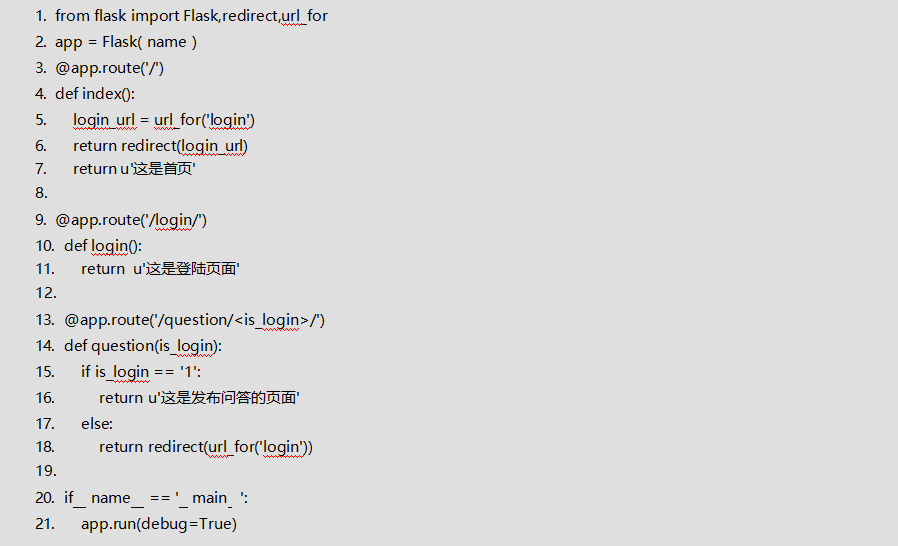 1. from flask import Flask,redirect,url_for
2. app = Flask( name )
3. @app.route('/')
4. def index():
5. login_url = url_for('login')
6. return redirect(login_url)
7. return u'这是首页'
8.
9. @app.route('/login/')
10. def login():
11. return u'这是登陆页面'
12.
13. @app.route('/question/<is_login>/')
14. def question(is_login):
15. if is_login == '1':
16. return u'这是发布问答的页面'
17. else:
18. return redirect(url_for('login'))
19.
20. if__ name__ == '_ main_ ':
21. app.run(debug=True)